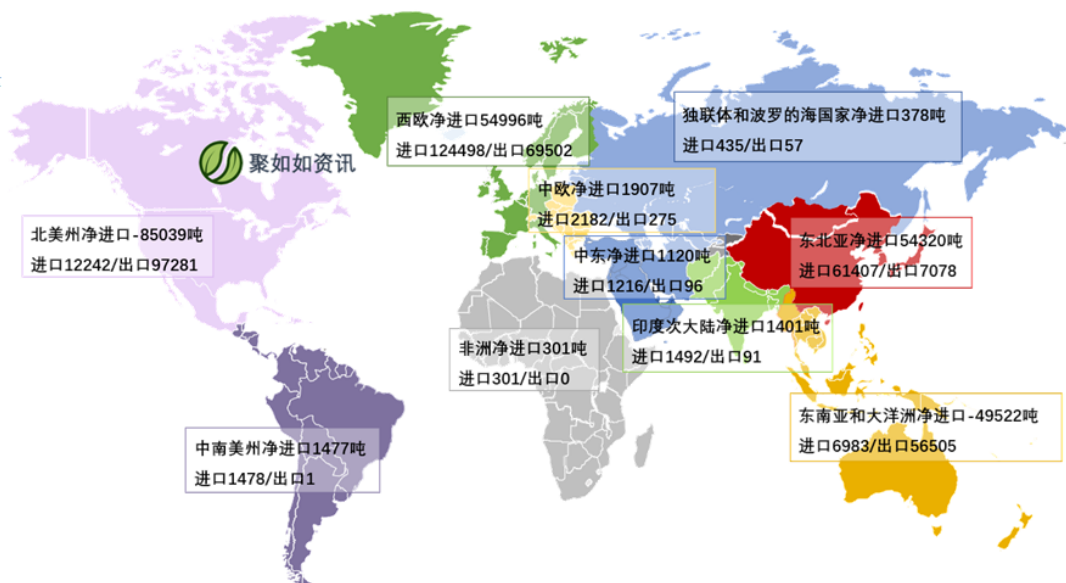 西欧净进口54996吨
进口124498/出口69502
独联体和波罗的海国家净进口378吨
进口435/出口57
聚如如资讯
中欧净进口1907吨
进口2182/出口275
北美州净进口-85039吨
进口12242/出口97281
中东净进口1120吨
进口1216/出口96
东北亚净进口54320吨
进口61407/出口7078
印度次大陆净进口1401吨
进口1492/出口91
非洲净进口301吨
进口301/出口0
东南亚和大洋洲净进口-49522吨
进口6983/出口56505
中南美州净进口1477吨
进口1478/出口1